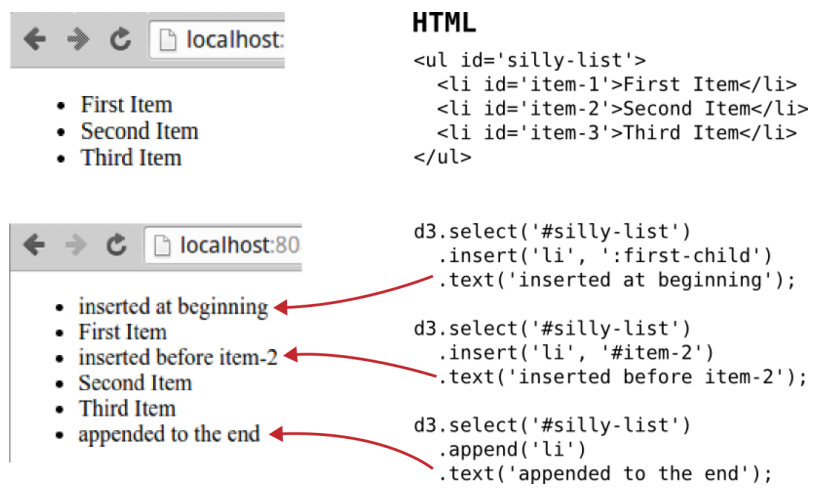 localhost:
• First Item
• Second Item
• Third Item
HTML
<ul id='silly-list'>
  <li id='item-1'>First Item</li>
  <li id='item-2'>Second Item</li>
  <li id='item-3'>Third Item</li>
</ul>
localhost:80
• inserted at beginning
• First Item
• inserted before item-2
• Second Item
• Third Item
• appended to the end
d3.select('#silly-list')
  .insert('li', ':first-child')
  .text('inserted at beginning');
d3.select('#silly-list')
  .insert('li', '#item-2')
  .text('inserted before item-2');
d3.select('#silly-list')
  .append('li')
  .text('appended to the end');